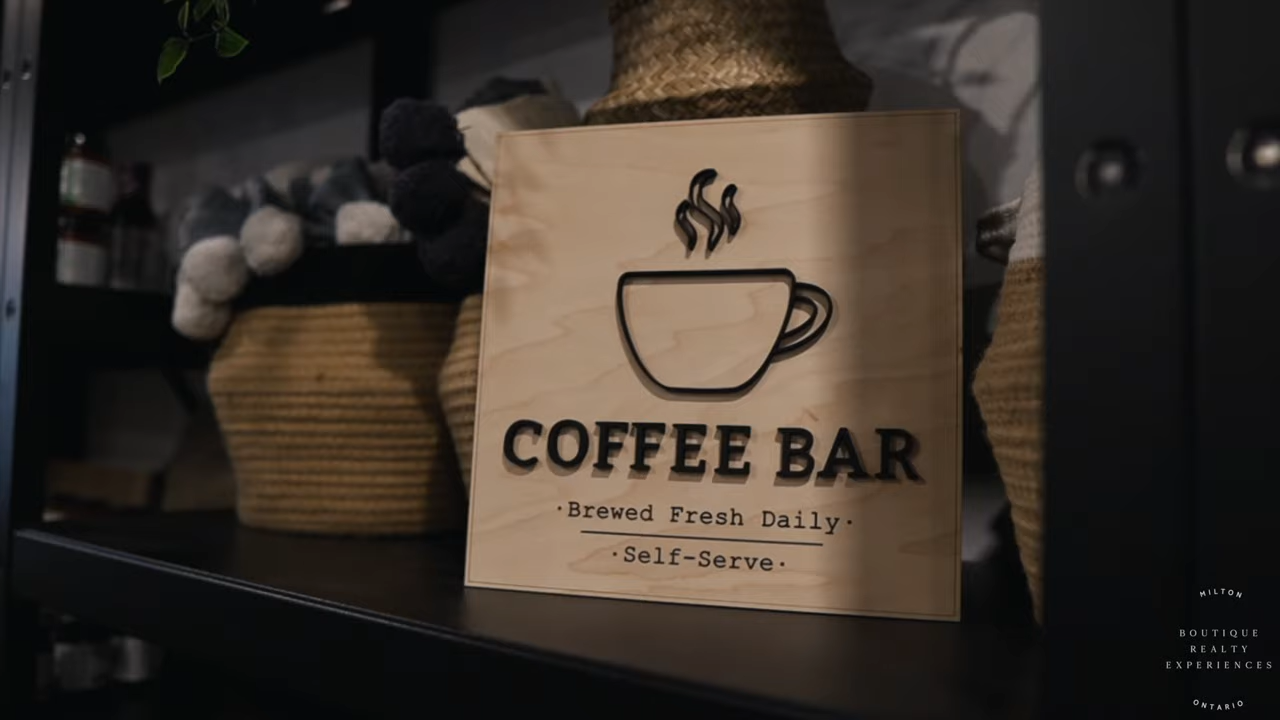 COFFEE BAR
·Brewed Fresh Daily·
·Self-Serve·
MILTON
BOUTIQUE
REALTY
EXPERIENCES
ONTARIO